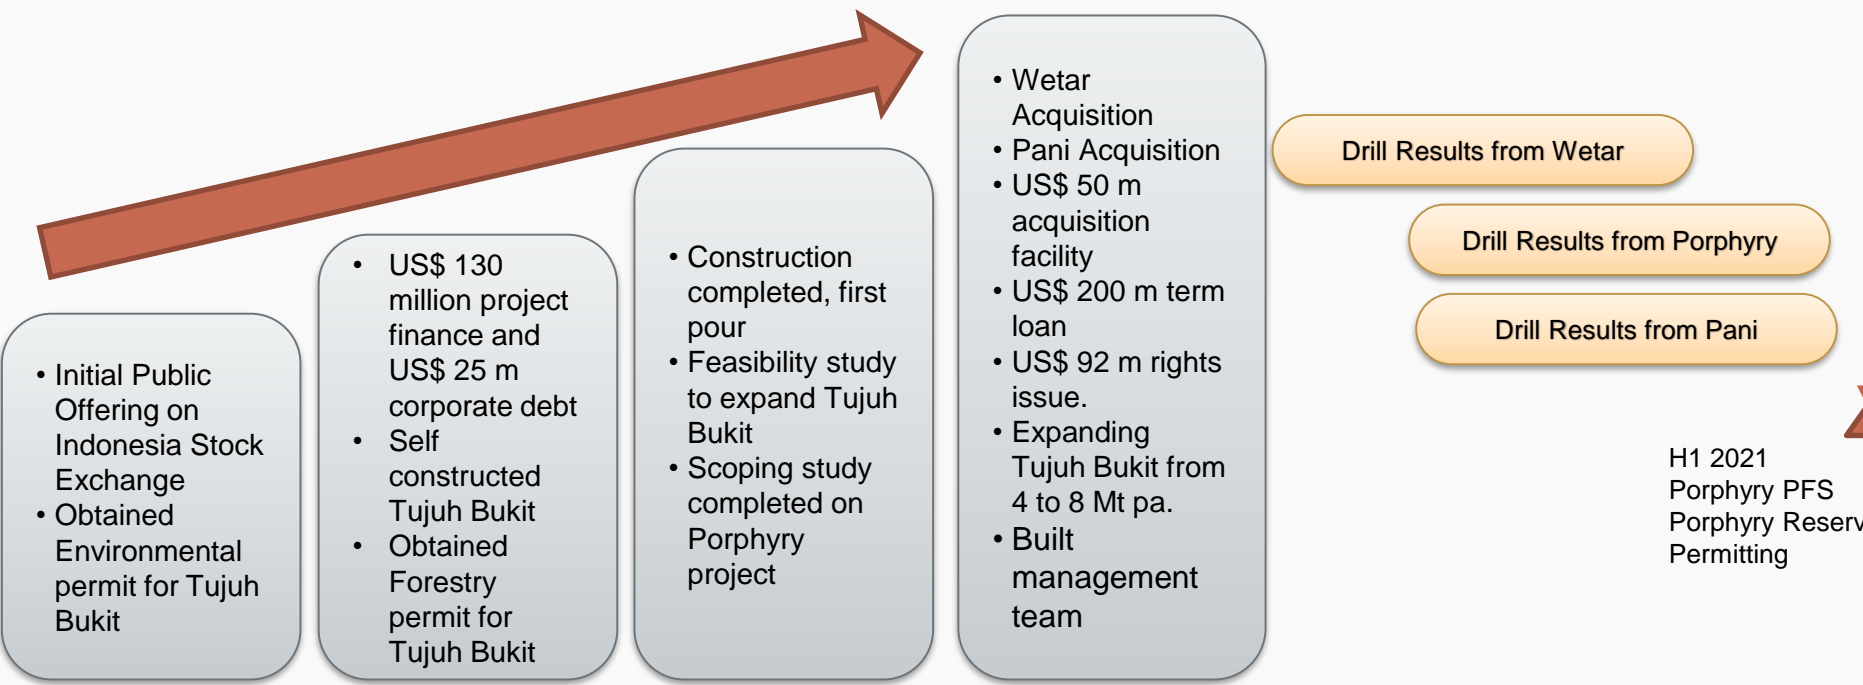 • Initial Public
Offering on
Indonesia Stock
Exchange
• Obtained
Environmental
permit for Tujuh
Bukit
• US$ 130
million project
finance and
US$ 25 m
corporate debt
• Self
constructed
Tujuh Bukit
• Obtained
Forestry
permit for
Tujuh Bukit
• Construction
completed, first
pour
• Feasibility study
to expand Tujuh
Bukit
• Scoping study
completed on
Porphyry
project
• Wetar
Acquisition
• Pani Acquisition
• US$ 50 m
acquisition
facility
• US$ 200 m term
loan
• US$ 92 m rights
issue.
• Expanding
Tujuh Bukit from
4 to 8 Mt pa.
• Built
management
team
Drill Results from Wetar
Drill Results from Porphyry
Drill Results from Pani
H1 2021
Porphyry PFS
Porphyry
Permitting